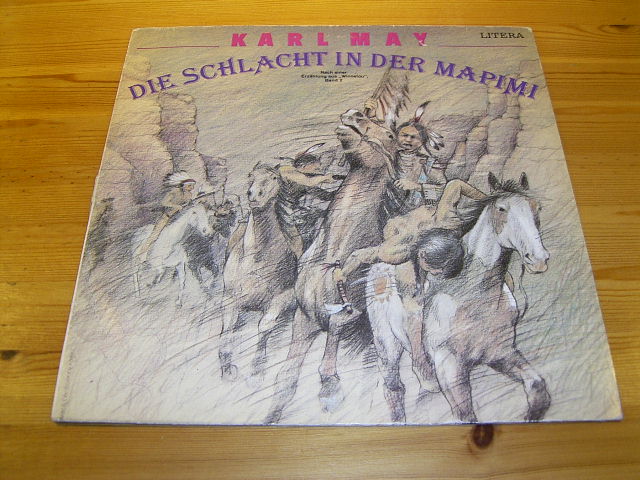 KARL MAY
LITERA
DIE SCHLACHT IN DER MAPIMI
Nach einer
Erzählung aus „Winnetou“,
Band 2